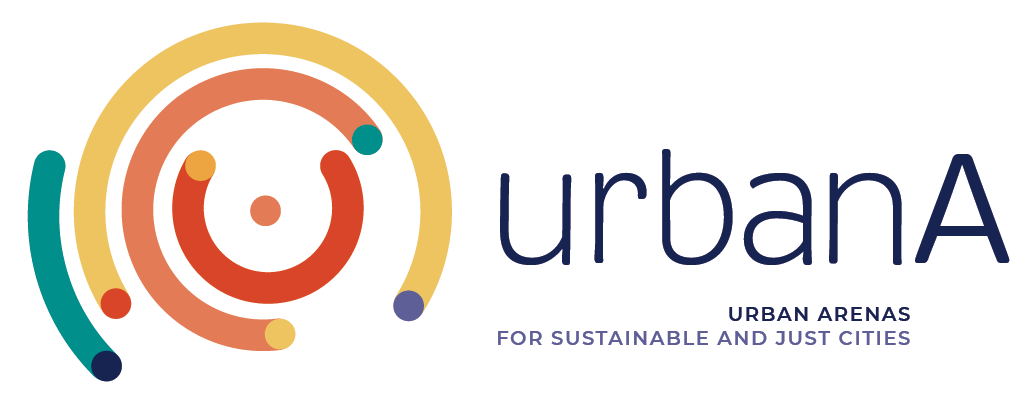 urbanA
URBAN ARENAS
FOR SUSTAINABLE AND JUST CITIES